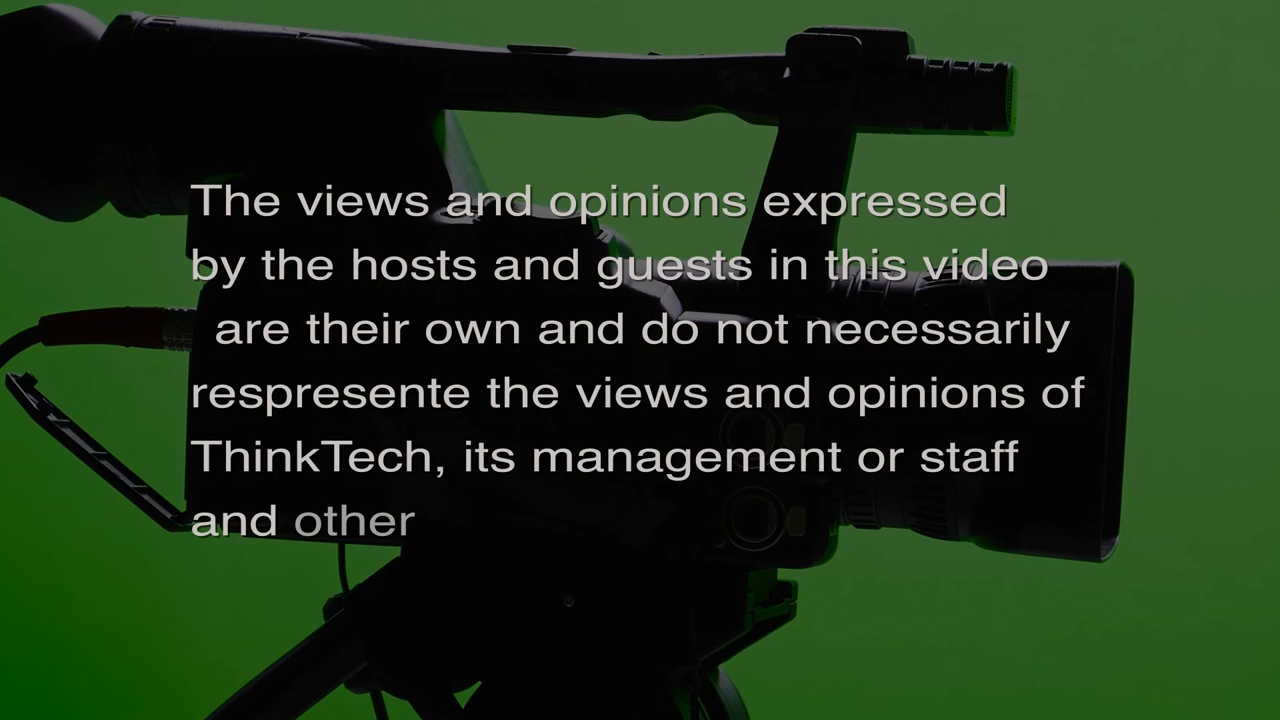 The views and opinions expressed
by the hosts and guests in this video
are their own and do not necessarily
respresente the views and opinions of
ThinkTech, its management or staff
and other